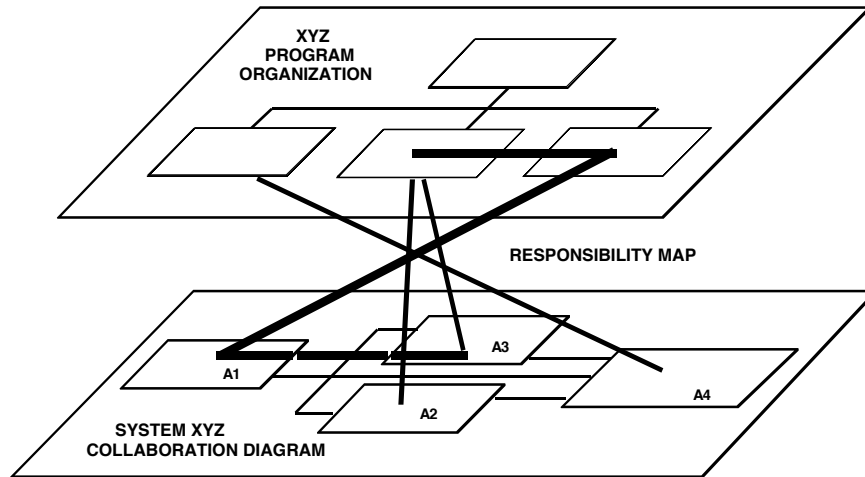 XYZ
PROGRAM
ORGANIZATION
RESPONSIBILITY MAP
A3
A1
A4
A2
SYSTEM XYZ
COLLABORATION DIAGRAM